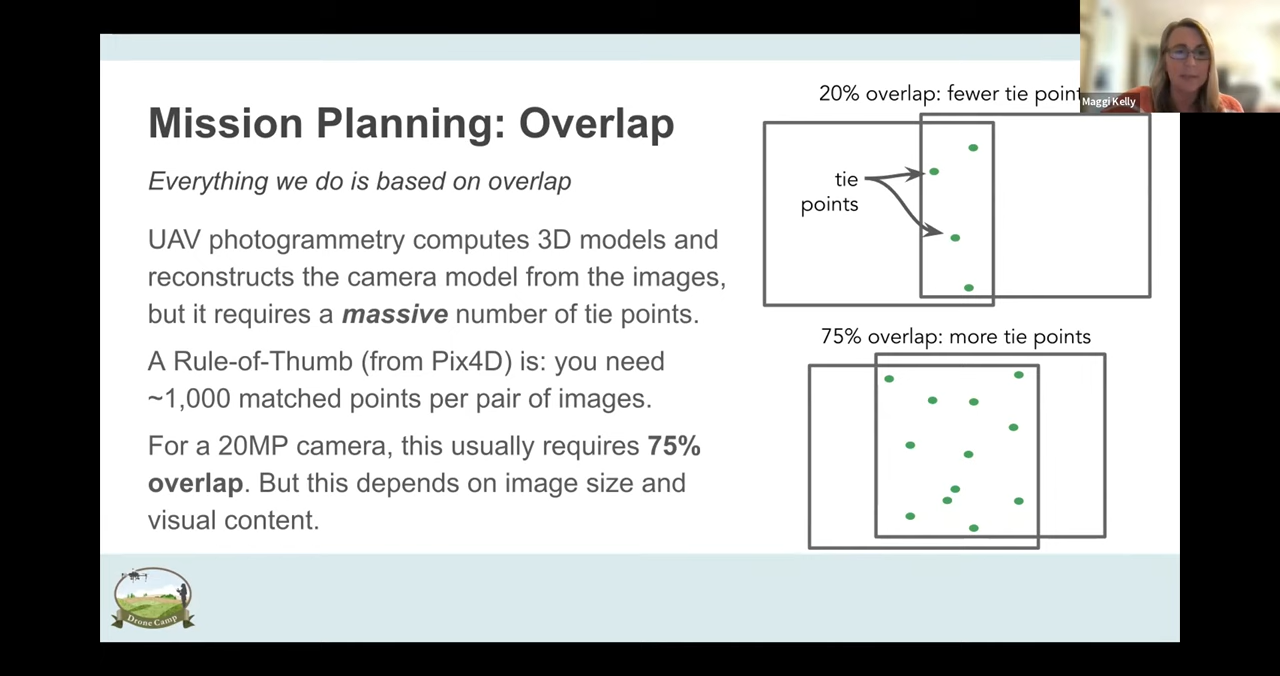 Mission Planning: Overlap
Everything we do is based on overlap
UAV photogrammetry computes 3D models and
reconstructs the camera model from the images,
but it requires a massive number of tie points.
A Rule-of-Thumb (from Pix4D) is: you need
~1,000 matched points per pair of images.
For a 20MP camera, this usually requires 75%
overlap. But this depends on image size and
visual content.
20% overlap: fewer tie
tie
points
75% overlap: more tie points
Maggi Kelly
Drone Camp